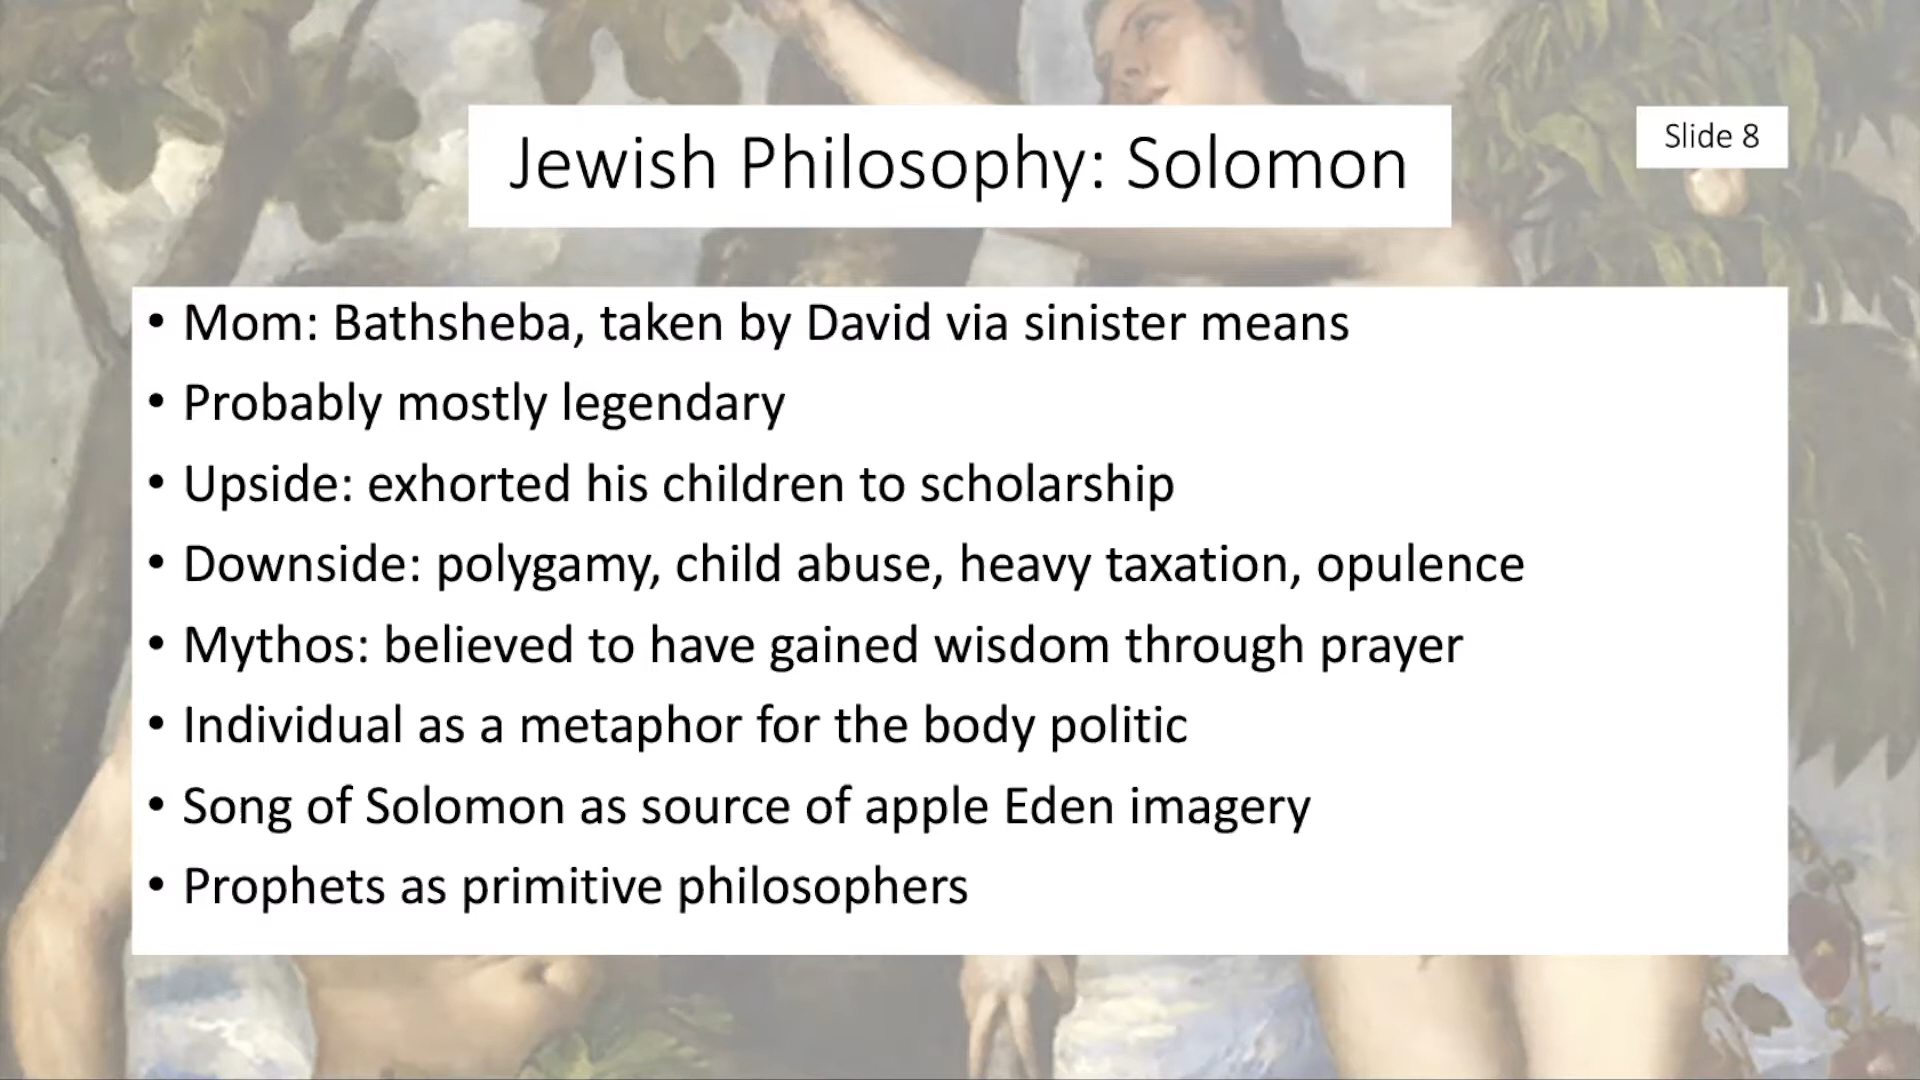 Jewish Philosophy: Solomon
Slide 8
• Mom: Bathsheba, taken by David via sinister means
• Probably mostly legendary
• Upside: exhorted his children to scholarship
• Downside: polygamy, child abuse, heavy taxation, opulence
• Mythos: believed to have gained wisdom through prayer
• Individual as a metaphor for the body politic
• Song of Solomon as source of apple Eden imagery
• Prophets as primitive philosophers